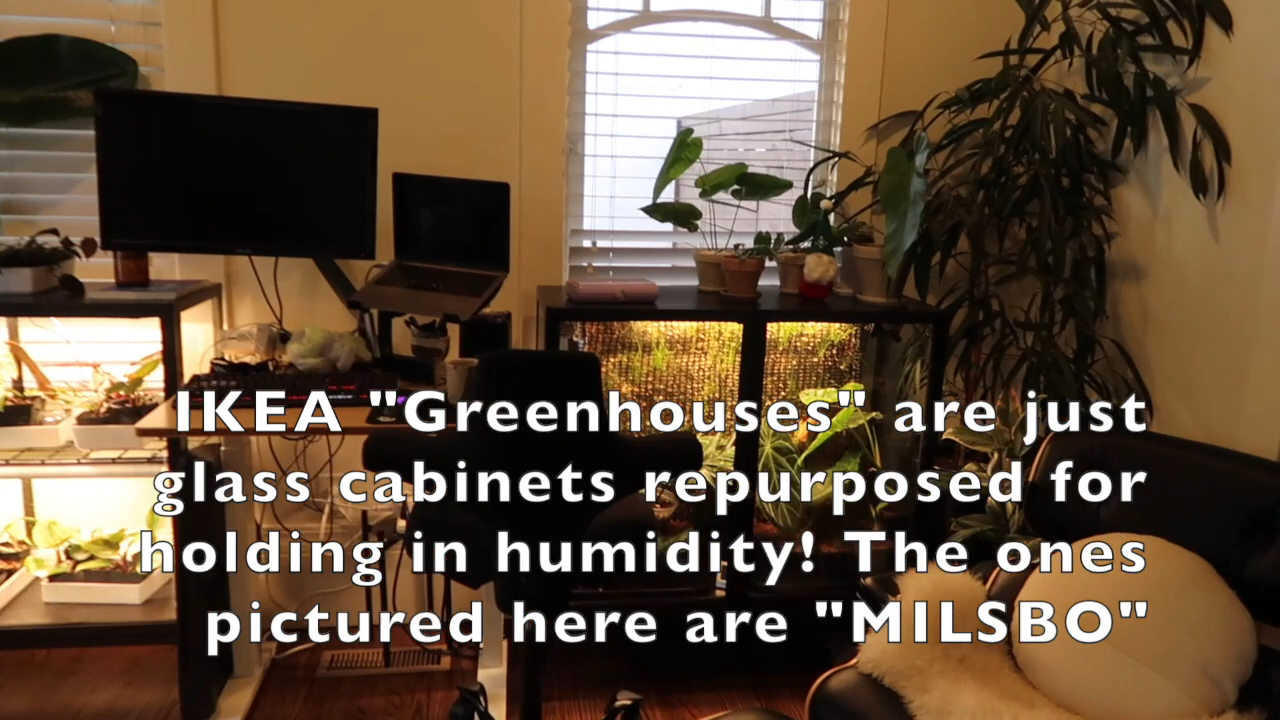 IKEA "Greenhouses" are just
glass cabinets repurposed for
holding in humidity! The ones
pictured here are "MILSBO"